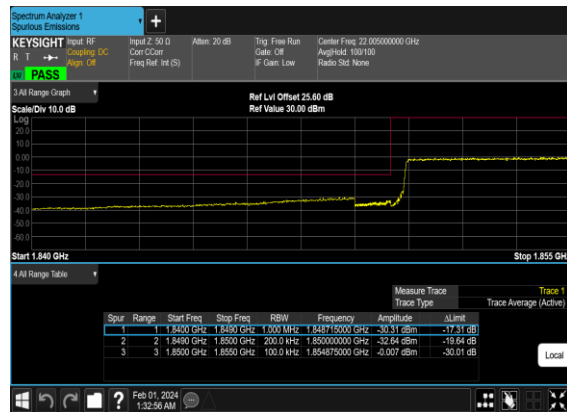 Spectrum Analyzer 1
Spurious Emissions
+
KEYSIGHT Input: RF Input Z: 50 Ω Atten: 20 dB Trig: Free Run Center Freq: 22.005000000 GHz
R T Coupling: DC Corr CCorr Gate: Off Avg|Hold: 100/100
Align: Off Freq Ref: Int (S) IF Gain: Low Radio Std: None
PASS
3 All Range Graph
Ref Lvl Offset 25.60 dB
Scale/Div 10.0 dB Ref Value 30.00 dBm
Log
20.0
10.0
0.00
-10.0
-20.0
-30.0
-40.0
-50.0
-60.0
Start 1.840 GHz Stop 1.855 GHz
4 All Range Table
Measure Trace Trace 1
Trace Type Trace Average (Active)
Spur Range Start Freq Stop Freq RBW Frequency Amplitude ΔLimit
1 1 1.8400 GHz 1.8490 GHz 1.000 MHz 1.848715000 GHz -30.31 dBm -17.31 dB
2 2 1.8490 GHz 1.8500 GHz 200.0 kHz 1.850000000 GHz -32.64 dBm -19.64 dB
3 3 1.8500 GHz 1.8550 GHz 100.0 kHz 1.854875000 GHz -0.007 dBm -30.01 dB
Local
? Feb 01, 2024
1:32:56 AM